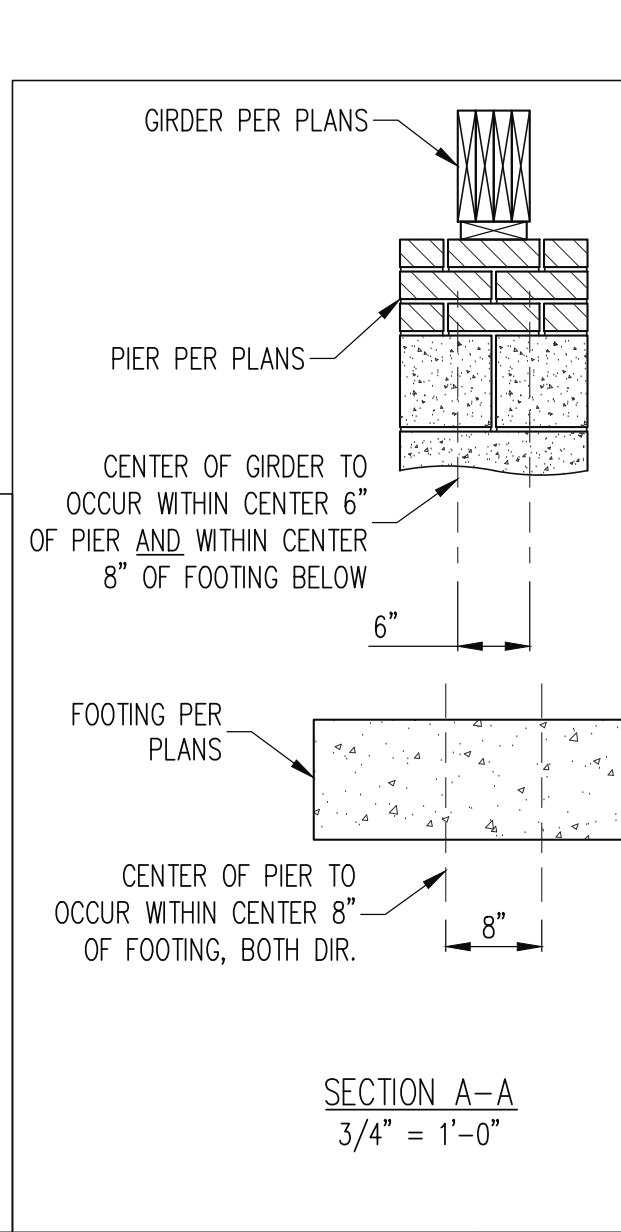 GIRDER PER PLANS
PIER PER PLANS
CENTER OF GIRDER TO
OCCUR WITHIN CENTER 6”
OF PIER AND WITHIN CENTER
8” OF FOOTING BELOW
6”
FOOTING PER
PLANS
CENTER OF PIER TO
OCCUR WITHIN CENTER 8”
OF FOOTING, BOTH DIR.
8”
SECTION A–A
3/4” = 1’–0”